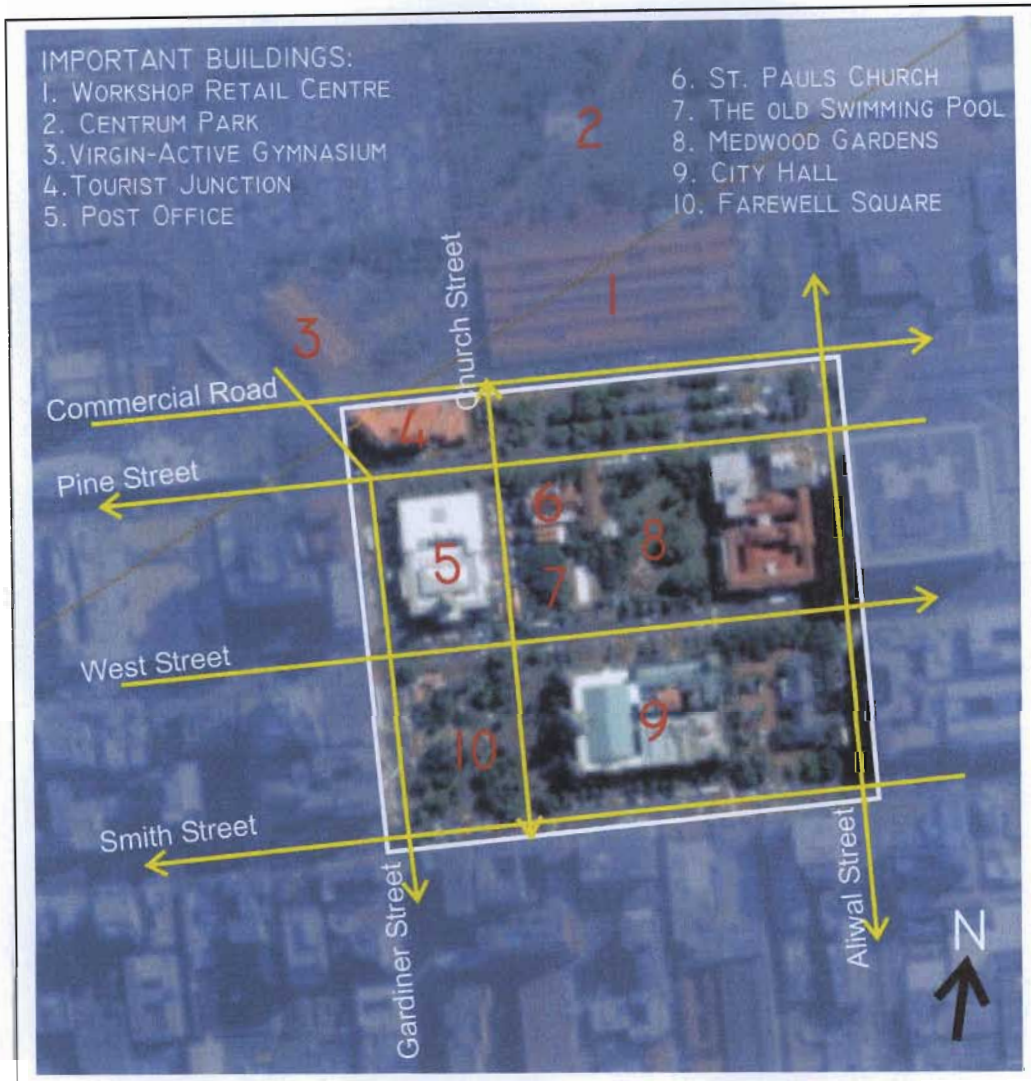 IMPORTANT BUILDINGS:
1. WORKSHOP RETAIL CENTRE
2. CENTRUM PARK
3. VIRGIN-ACTIVE GYMNASIUM
4. TOURIST JUNCTION
5. POST OFFICE
6. ST. PAULS CHURCH
7. THE OLD SWIMMING POOL
8. MEDWOOD GARDENS
9. CITY HALL
10. FAREWELL SQUARE
2
Church Street
1
3
Commercial Road
4
Pine Street
6
5
8
7
West Street
9
10
Smith Street
Gardiner Street
Aliwal Street
N